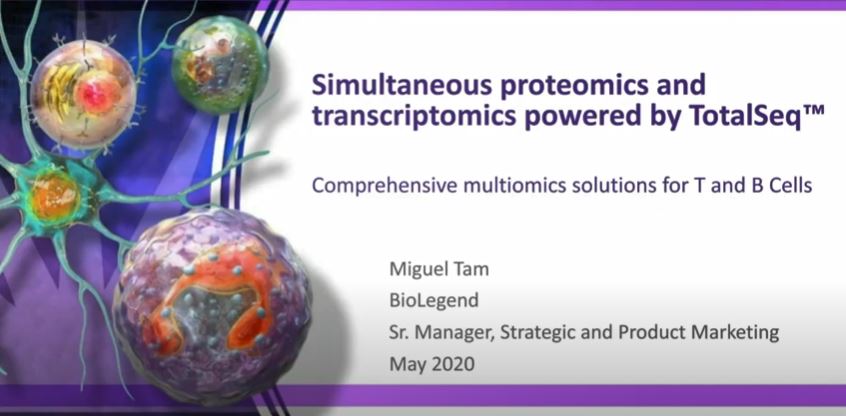 Simultaneous proteomics and
transcriptomics powered by TotalSeq™
Comprehensive multiomics solutions for T and B Cells
Miguel Tam
BioLegend
Sr. Manager, Strategic and Product Marketing
May 2020